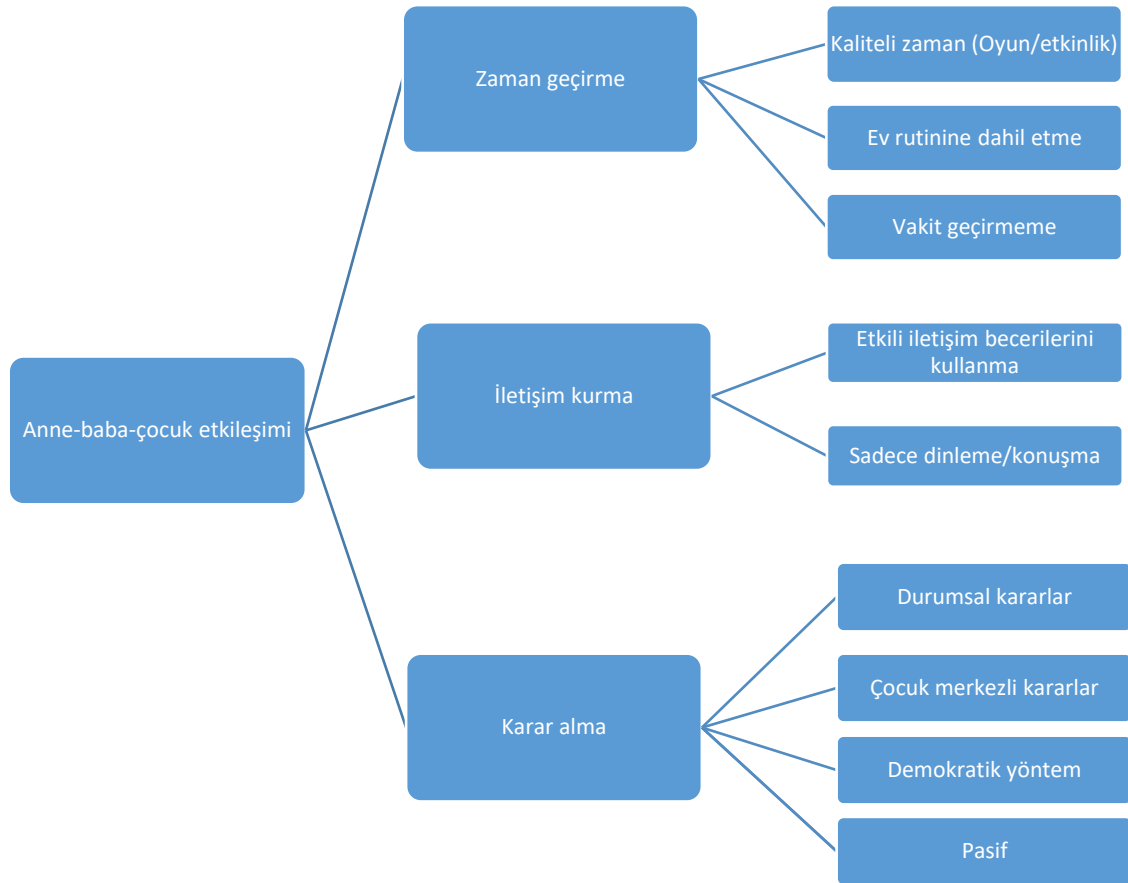 Anne-baba-çocuk etkileşimi
Zaman geçirme
Kaliteli zaman (Oyun/etkinlik)
Ev rutinine dahil etme
Vakit geçirmeme
İletişim kurma
Etkili iletişim becerilerini
kullanma
Sadece dinleme/konuşma
Karar alma
Durumsal kararlar
Çocuk merkezli kararlar
Demokratik yöntem
Pasif